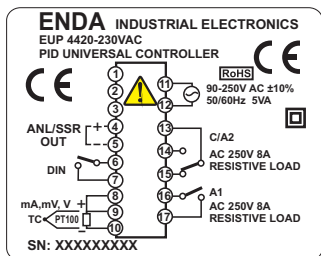 ENDA INDUSTRIAL ELECTRONICS
EUP 4420-230VAC
PID UNIVERSAL CONTROLLER
CE
RoHS
CE
90-250V AC ±10%
50/60Hz 5VA
1
2
3
4
5
6
7
8
9
10
11
12
13
14
15
16
17
ANL/SSR
OUT
+
-
DIN
mA,mV, V +
TC
PT100
-
C/A2
AC 250V 8A
RESISTIVE LOAD
A1
AC 250V 8A
RESISTIVE LOAD
SN: XXXXXXXXX